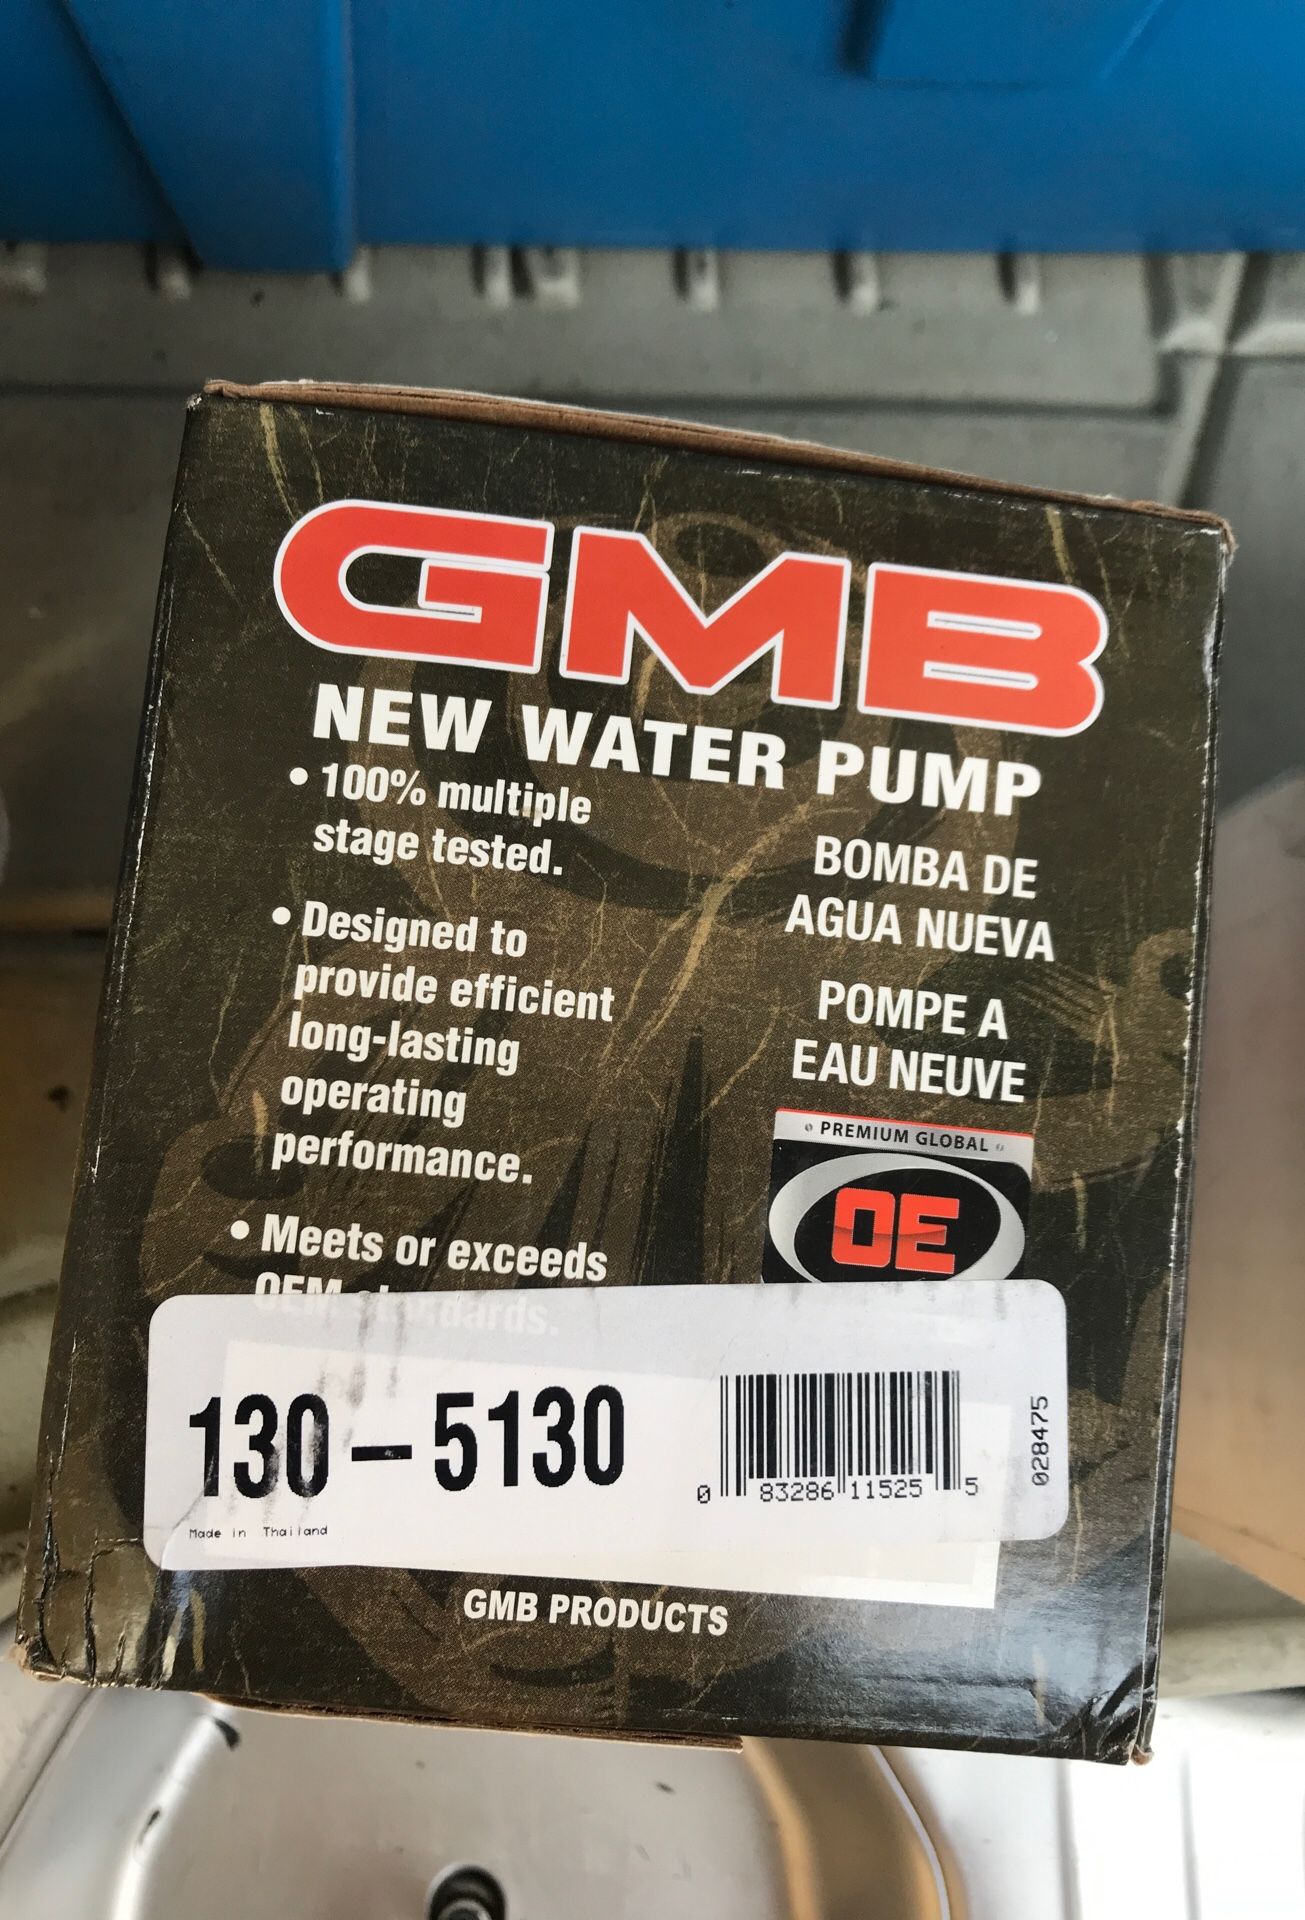 GMB
NEW WATER PUMP
• 100% multiple
stage tested.
• Designed to
provide efficient
long-lasting
operating
performance.
• Meets or exceeds
OEM standards.
BOMBA DE
AGUA NUEVA
POMPE A
EAU NEUVE
PREMIUM GLOBAL
OE
130-5130
Made in Thailand
0 83286 11525 5
028475
GMB PRODUCTS